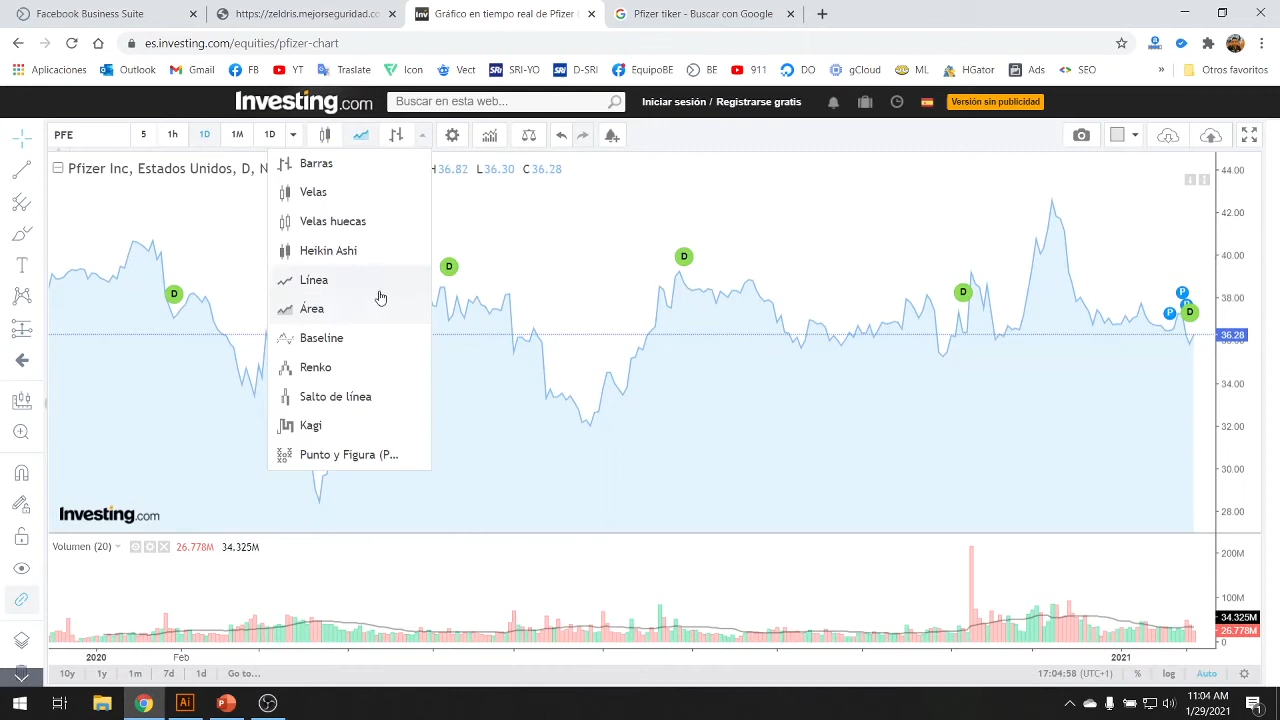 Facebook Business Suite
https://zeldris.mejorseguridad.co
Inv Gráfico en tiempo real de Pfizer (
Pfizer tiker - Buscar con Google
es.investing.com/equities/pfizer-chart
Aplicaciones Outlook Gmail FB YT Traslate Icon Vect SRI-YO D-SRI EquipoBE BE 911 DO gCloud ML HGator Ads SEO » Otros favoritos
Investing.com Buscar en esta web... Iniciar sesión / Registrarse gratis Versión sin publicidad
PFE 5 1h 1D 1M 1D
Pfizer Inc, Estados Unidos, D, N H36.82 L36.30 C36.28
Barras
Velas
Velas huecas
Heikin Ashi
Línea
Área
Baseline
Renko
Salto de línea
Kagi
Punto y Figura (P...
D
D
D
D
P
P
D
44.00
42.00
40.00
38.00
36.28
36.00
34.00
32.00
30.00
28.00
Investing.com
Volumen (20) 26.778M 34.325M
200M
100M
34.325M
26.778M
0
2020 Feb 2021
10y 1y 1m 7d 1d Go to... 17:04:58 (UTC+1) % log Auto
Ai
P
11:04 AM
1/29/2021
1